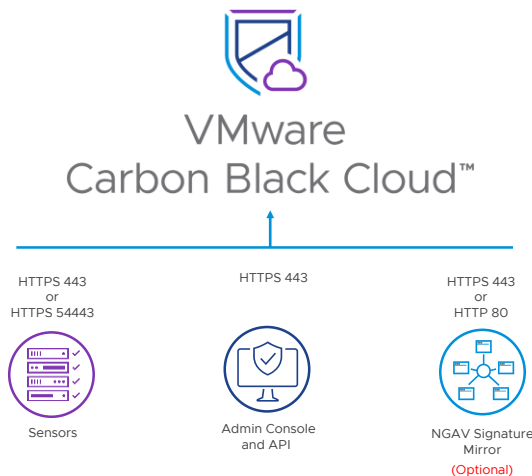 VMware
Carbon Black Cloud™
HTTPS 443
or
HTTPS 54443
Sensors
HTTPS 443
Admin Console
and API
HTTPS 443
or
HTTP 80
NGAV Signature
Mirror
(Optional)